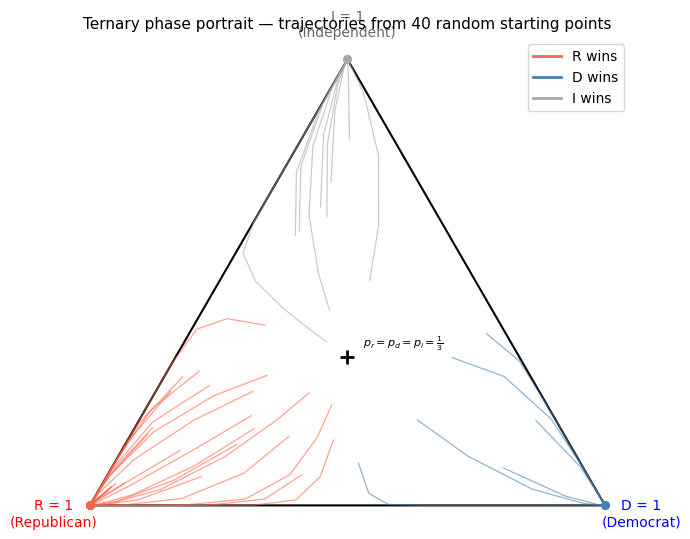 I = 1
Ternary phase portrait — trajectories from 40 random starting points
(Independent)
R wins
D wins
I wins
p_r = p_d = p_i = 1/3
R = 1
(Republican)
D = 1
(Democrat)